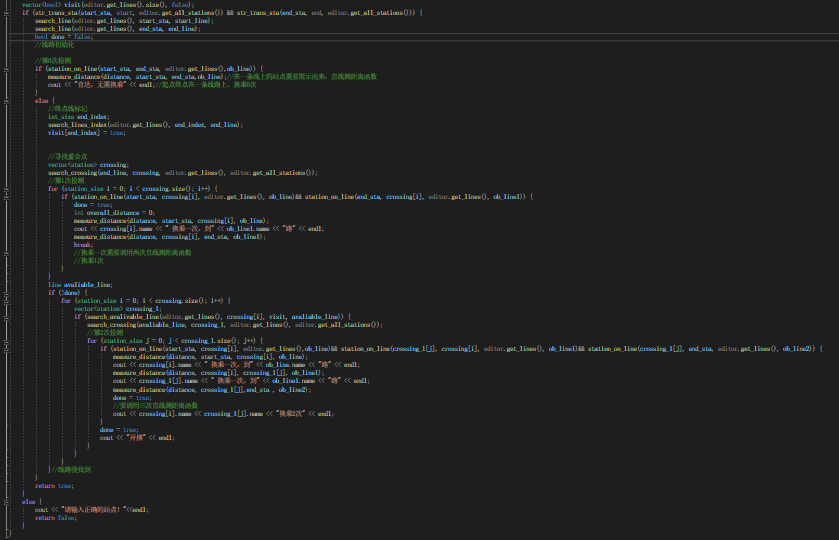 vector<bool> visit(editor.get_lines().size(), false);
if (str_trans_sta(start_sta, start, editor.get_all_stations()) && str_trans_sta(end_sta, end, editor.get_all_stations())) {
search_line(editor.get_lines(), start_sta, start_line);
search_line(editor.get_lines(), end_sta, end_line);
bool done = false;
//线路初始化
//第0次检测
if (station_on_line(start_sta, end_sta, editor.get_lines(),ob_line)) {
measure_distance(distance, start_sta, end_sta,ob_line);//在一条线上的站点需要提示出来，直线测距离函数
cout << "直达，无需换乘" << endl;//起点终点在一条线路上，换乘0次
}
else {
//终点线标记
int_size end_index;
search_lines_index(editor.get_lines(), end_index, end_line);
visit[end_index] = true;
//寻找重合点
vector<station> crossing;
search_crossing(end_line, crossing, editor.get_lines(), editor.get_all_stations());
//第1次检测
for (station_size i = 0; i < crossing.size(); i++) {
if (station_on_line(start_sta, crossing[i], editor.get_lines(), ob_line)&& station_on_line(end_sta, crossing[i], editor.get_lines(), ob_line1)) {
done = true;
int overall_distance = 0;
measure_distance(distance, start_sta, crossing[i], ob_line);
cout << crossing[i].name << " 换乘一次，到" << ob_line1.name << "路" << endl;
measure_distance(distance, crossing[i], end_sta, ob_line1);
break;
//换乘一次需要调用两次直线测距离函数
//换乘1次
}
}
line avaliable_line;
if (!done) {
for (station_size i = 0; i < crossing.size(); i++) {
vector<station> crossing_1;
if (search_avalivable_line(editor.get_lines(), crossing[i], visit, avaliable_line)) {
search_crossing(avaliable_line, crossing_1, editor.get_lines(), editor.get_all_stations());
//第2次检测
for (station_size j = 0; j < crossing_1.size(); j++) {
if (station_on_line(start_sta, crossing[i], editor.get_lines(),ob_line)&& station_on_line(crossing_1[j], crossing[i], editor.get_lines(), ob_line1)&& station_on_line(crossing_1[j], end_sta, editor.get_lines(), ob_line2)) {
measure_distance(distance, start_sta, crossing[i], ob_line);
cout << crossing[i].name << " 换乘一次，到" << ob_line.name << "路" << endl;
measure_distance(distance, crossing[i], crossing_1[j], ob_line1);
cout << crossing_1[j].name << " 换乘一次，到" << ob_line1.name << "路" << endl;
measure_distance(distance, crossing_1[j],end_sta , ob_line2);
done = true;
//要调用三次直线测距离函数
cout << crossing[i].name << crossing_1[j].name << "换乘2次" << endl;
}
done = true;
cout << "开摆" << endl;
}
}
}
}//线路没找到
}
return true;
}
else {
cout << "请输入正确的站点！"<<endl;
return false;
}
}